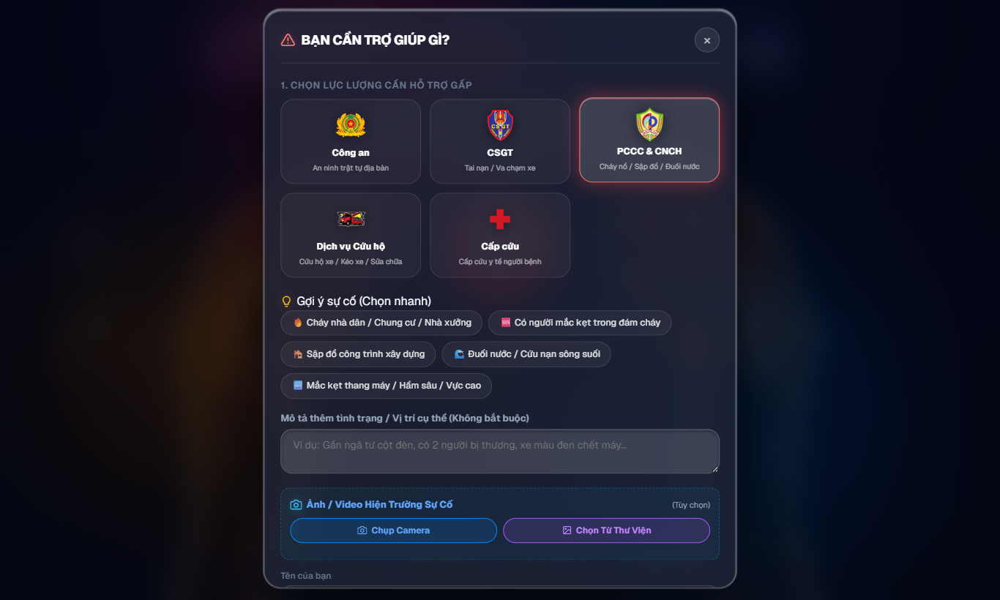 BẠN CẦN TRỢ GIÚP GÌ?
1. CHỌN LỰC LƯỢNG CẦN HỖ TRỢ GẤP
Công an
An ninh trật tự địa bàn
CSGT
CSGT
Tai nạn / Va chạm xe
PCCC & CNCH
Cháy nổ / Sập đổ / Đuối nước
Dịch vụ Cứu hộ
Cứu hộ xe / Kéo xe / Sửa chữa
Cấp cứu
Cấp cứu y tế người bệnh
Gợi ý sự cố (Chọn nhanh)
Cháy nhà dân / Chung cư / Nhà xưởng
SOS Có người mắc kẹt trong đám cháy
Sập đổ công trình xây dựng
Đuối nước / Cứu nạn sông suối
Mắc kẹt thang máy / Hầm sâu / Vực cao
Mô tả thêm tình trạng / Vị trí cụ thể (Không bắt buộc)
Ví dụ: Gần ngã tư cột đèn, có 2 người bị thương, xe màu đen chết máy...
Ảnh / Video Hiện Trường Sự Cố
(Tùy chọn)
Chụp Camera
Chọn Từ Thư Viện
Tên của bạn